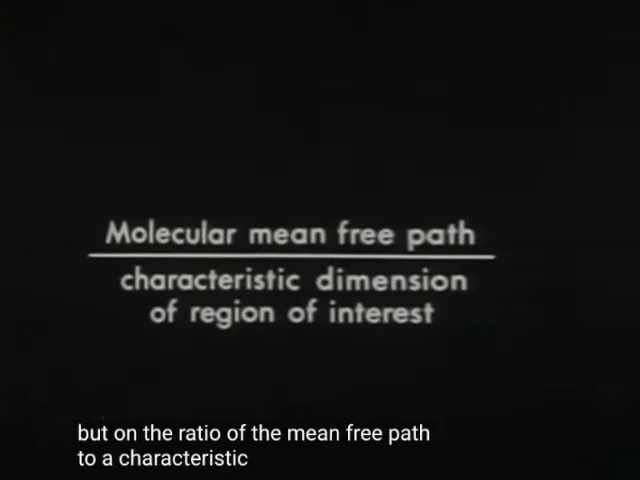 Molecular mean free path
characteristic dimension
of region of interest
but on the ratio of the mean free path
to a characteristic